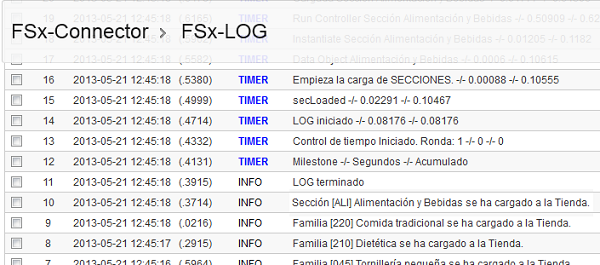 19 2013-05-21 12:45:18 (.6165) TIMER Run Controller Sección Alimentación y Bebidas -/- 0.50909 -/- 0.62
FSx-Connector > FSx-LOG
Instantiate Sección Alimentación y Bebidas -/- 0.01205 -/- 0.1182
17 2013-05-21 12:45:18 (.5582) TIMER Data Object Alimentación y Bebidas -/- 0.0006 -/- 0.10615
16 2013-05-21 12:45:18 (.5380) TIMER Empieza la carga de SECCIONES. -/- 0.00088 -/- 0.10555
15 2013-05-21 12:45:18 (.4999) TIMER secLoaded -/- 0.02291 -/- 0.10467
14 2013-05-21 12:45:18 (.4714) TIMER LOG iniciado -/- 0.08176 -/- 0.08176
13 2013-05-21 12:45:18 (.4332) TIMER Control de tiempo Iniciado. Ronda: 1 -/- 0 -/- 0
12 2013-05-21 12:45:18 (.4131) TIMER Milestone -/- Segundos -/- Acumulado
11 2013-05-21 12:45:18 (.3915) INFO LOG terminado
10 2013-05-21 12:45:18 (.3714) INFO Sección [ALI] Alimentación y Bebidas se ha cargado a la Tienda.
9 2013-05-21 12:45:18 (.0216) INFO Familia [220] Comida tradicional se ha cargado a la Tienda.
8 2013-05-21 12:45:17 (.2915) INFO Familia [210] Dietética se ha cargado a la Tienda.
7 2013-05-21 12:45:16 (.5964) INFO Familia [045] Tornillería pequeña se ha cargado a la Tienda.